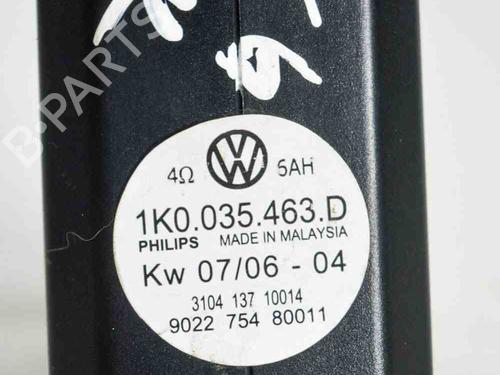 B-PARTS
4Ω 5AH
1K0.035.463.D
PHILIPS MADE IN MALAYSIA
Kw 07/06 - 04
3104 137 10014
9022 754 80011